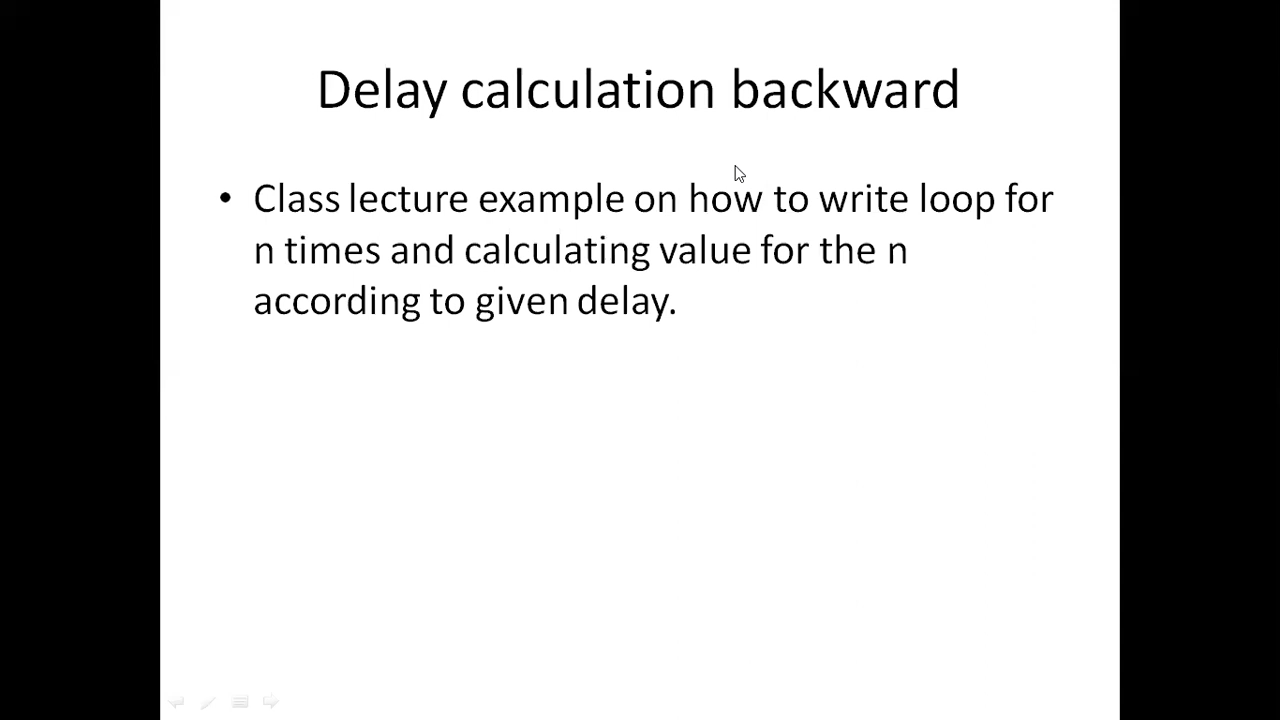 Delay calculation backward
• Class lecture example on how to write loop for
n times and calculating value for the n
according to given delay.